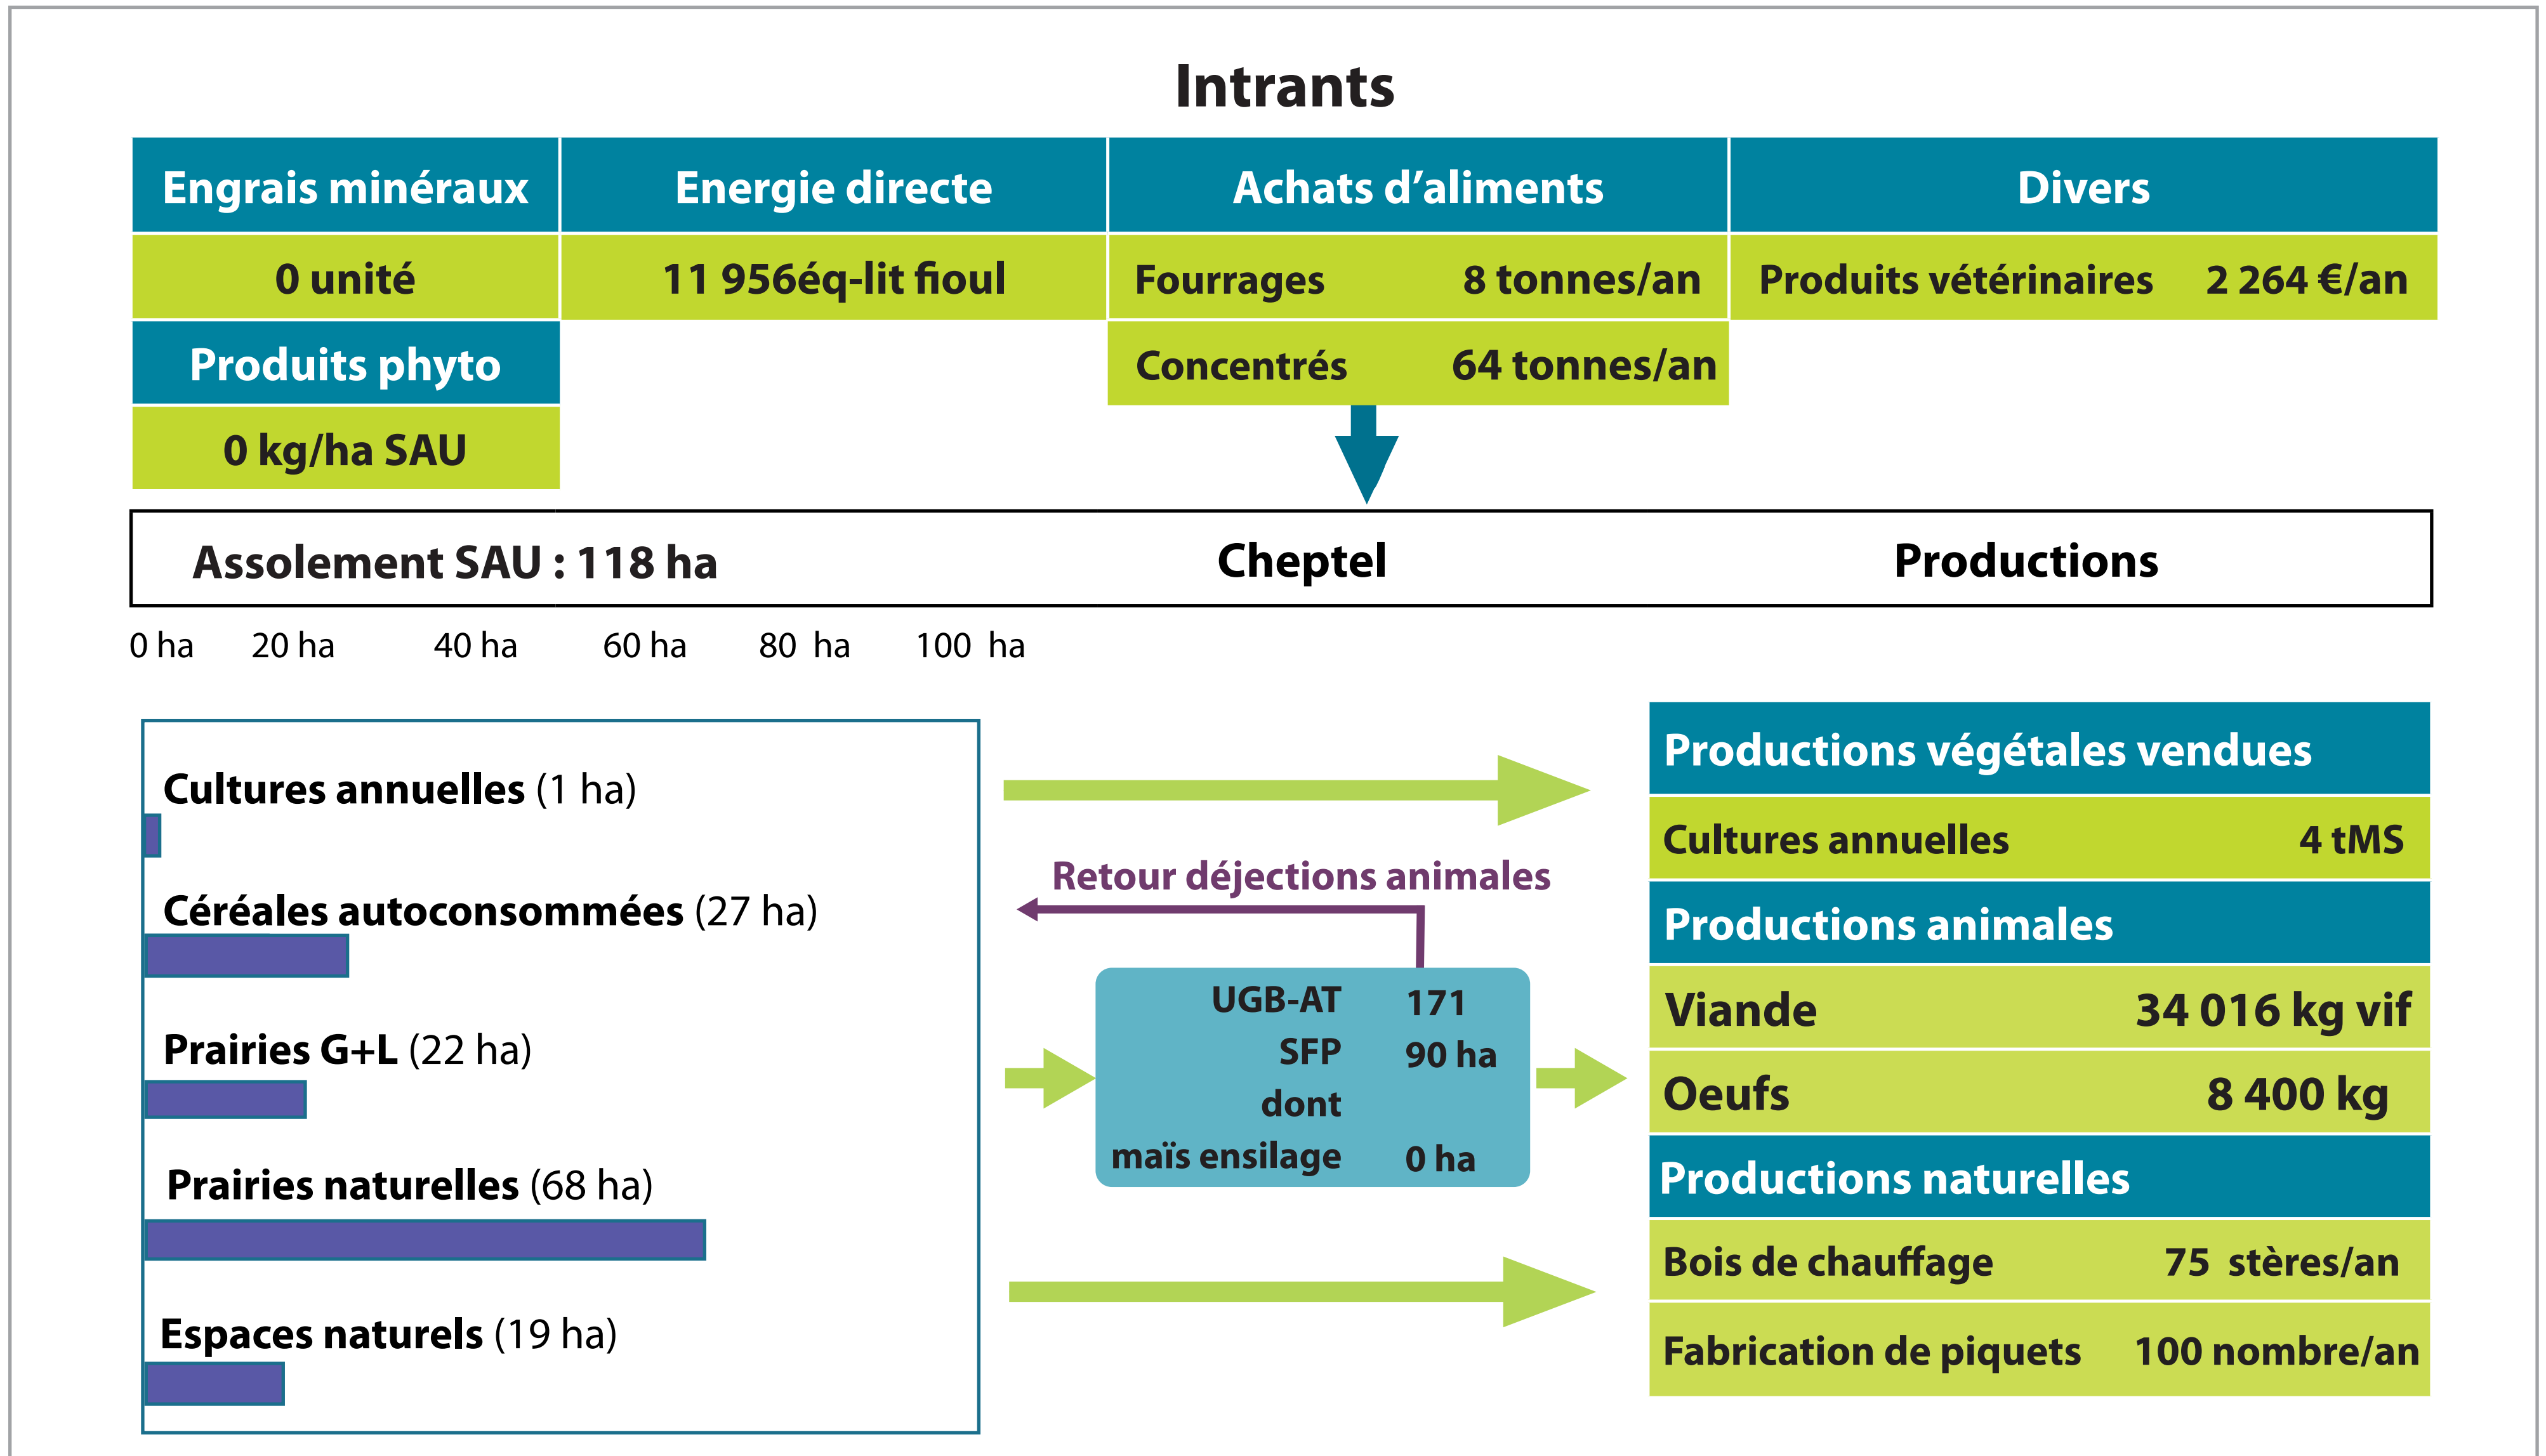 Intrants
Engrais minéraux
Energie directe
Achats d’aliments
Divers
0 unité
11 956éq-lit fioul
Fourrages 8 tonnes/an
Produits vétérinaires 2 264 €/an
Produits phyto
Concentrés 64 tonnes/an
0 kg/ha SAU
Assolement SAU : 118 ha
Cheptel
Productions
0 ha 20 ha 40 ha 60 ha 80 ha 100 ha
Cultures annuelles (1 ha)
Céréales autoconsommées (27 ha)
Prairies G+L (22 ha)
Prairies naturelles (68 ha)
Espaces naturels (19 ha)
Retour déjections animales
UGB-AT 171
SFP 90 ha
dont
maïs ensilage 0 ha
Productions végétales vendues
Cultures annuelles 4 tMS
Productions animales
Viande 34 016 kg vif
Oeufs 8 400 kg
Productions naturelles
Bois de chauffage 75 stères/an
Fabrication de piquets 100 nombre/an